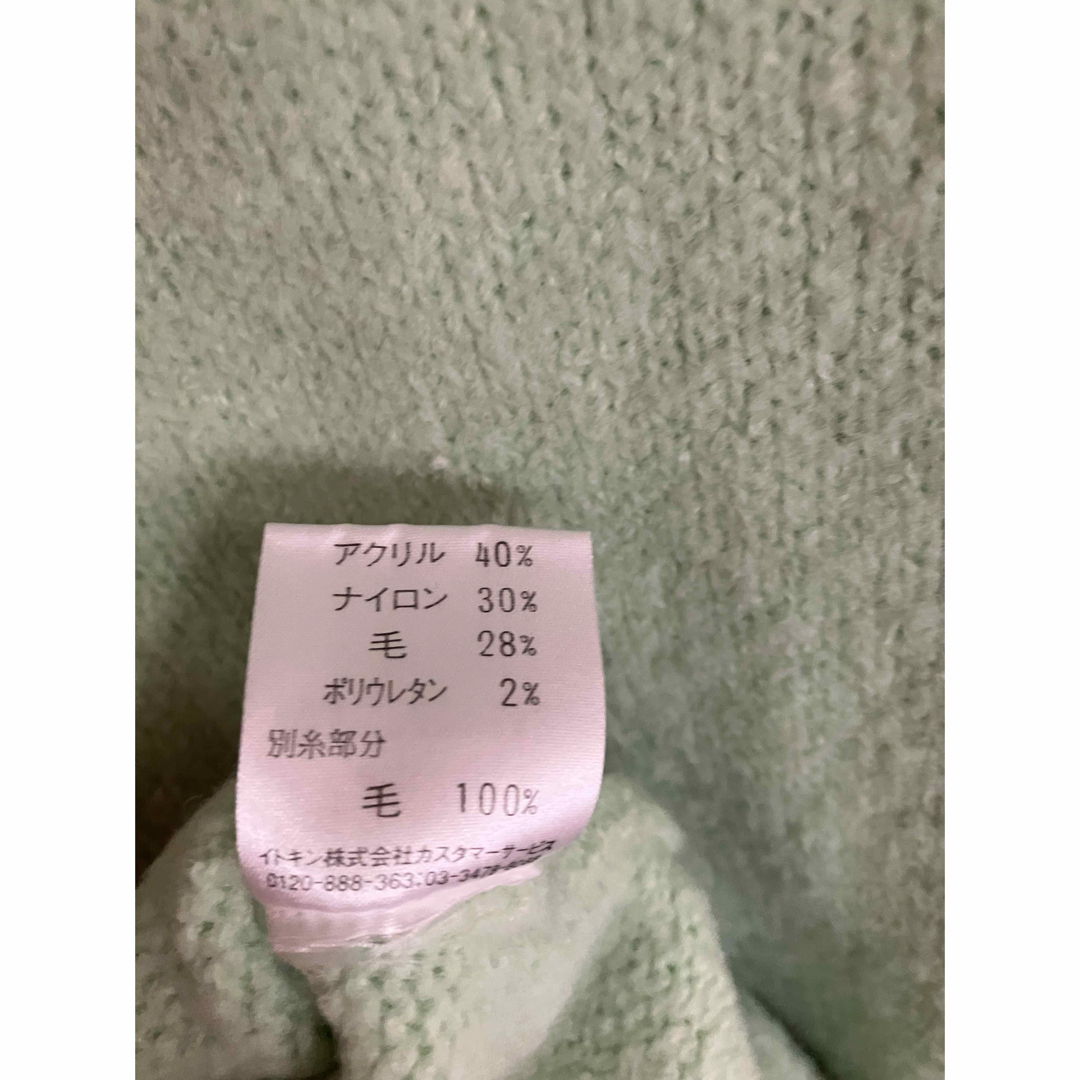 アクリル 40%
ナイロン 30%
毛 28%
ポリウレタン 2%
別糸部分
毛 100%
イトキン株式会社カスタマーサービス
0120-888-363:03-3478-